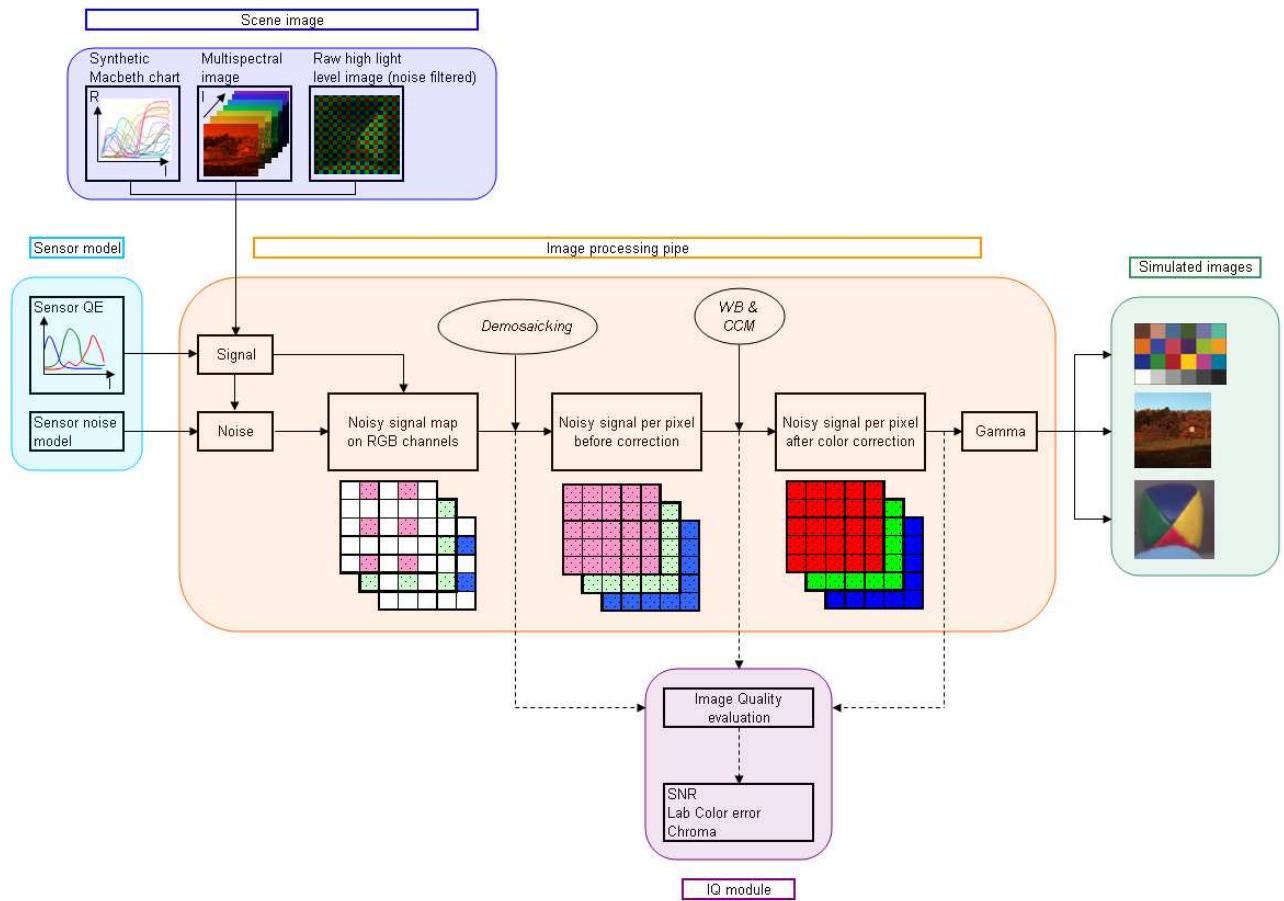 Scene image
Synthetic
Macbeth chart
Multispectral
image
Raw high light
level image (noise filtered)
R
I
I
Sensor model
Image processing pipe
Simulated images
Sensor QE
I
Sensor noise
model
Signal
Noise
Demosaicking
WB &
CCM
Noisy signal map
on RGB channels
Noisy signal per pixel
before correction
Noisy signal per pixel
after color correction
Gamma
Image Quality
evaluation
SNR
Lab Color error
Chroma
IQ module